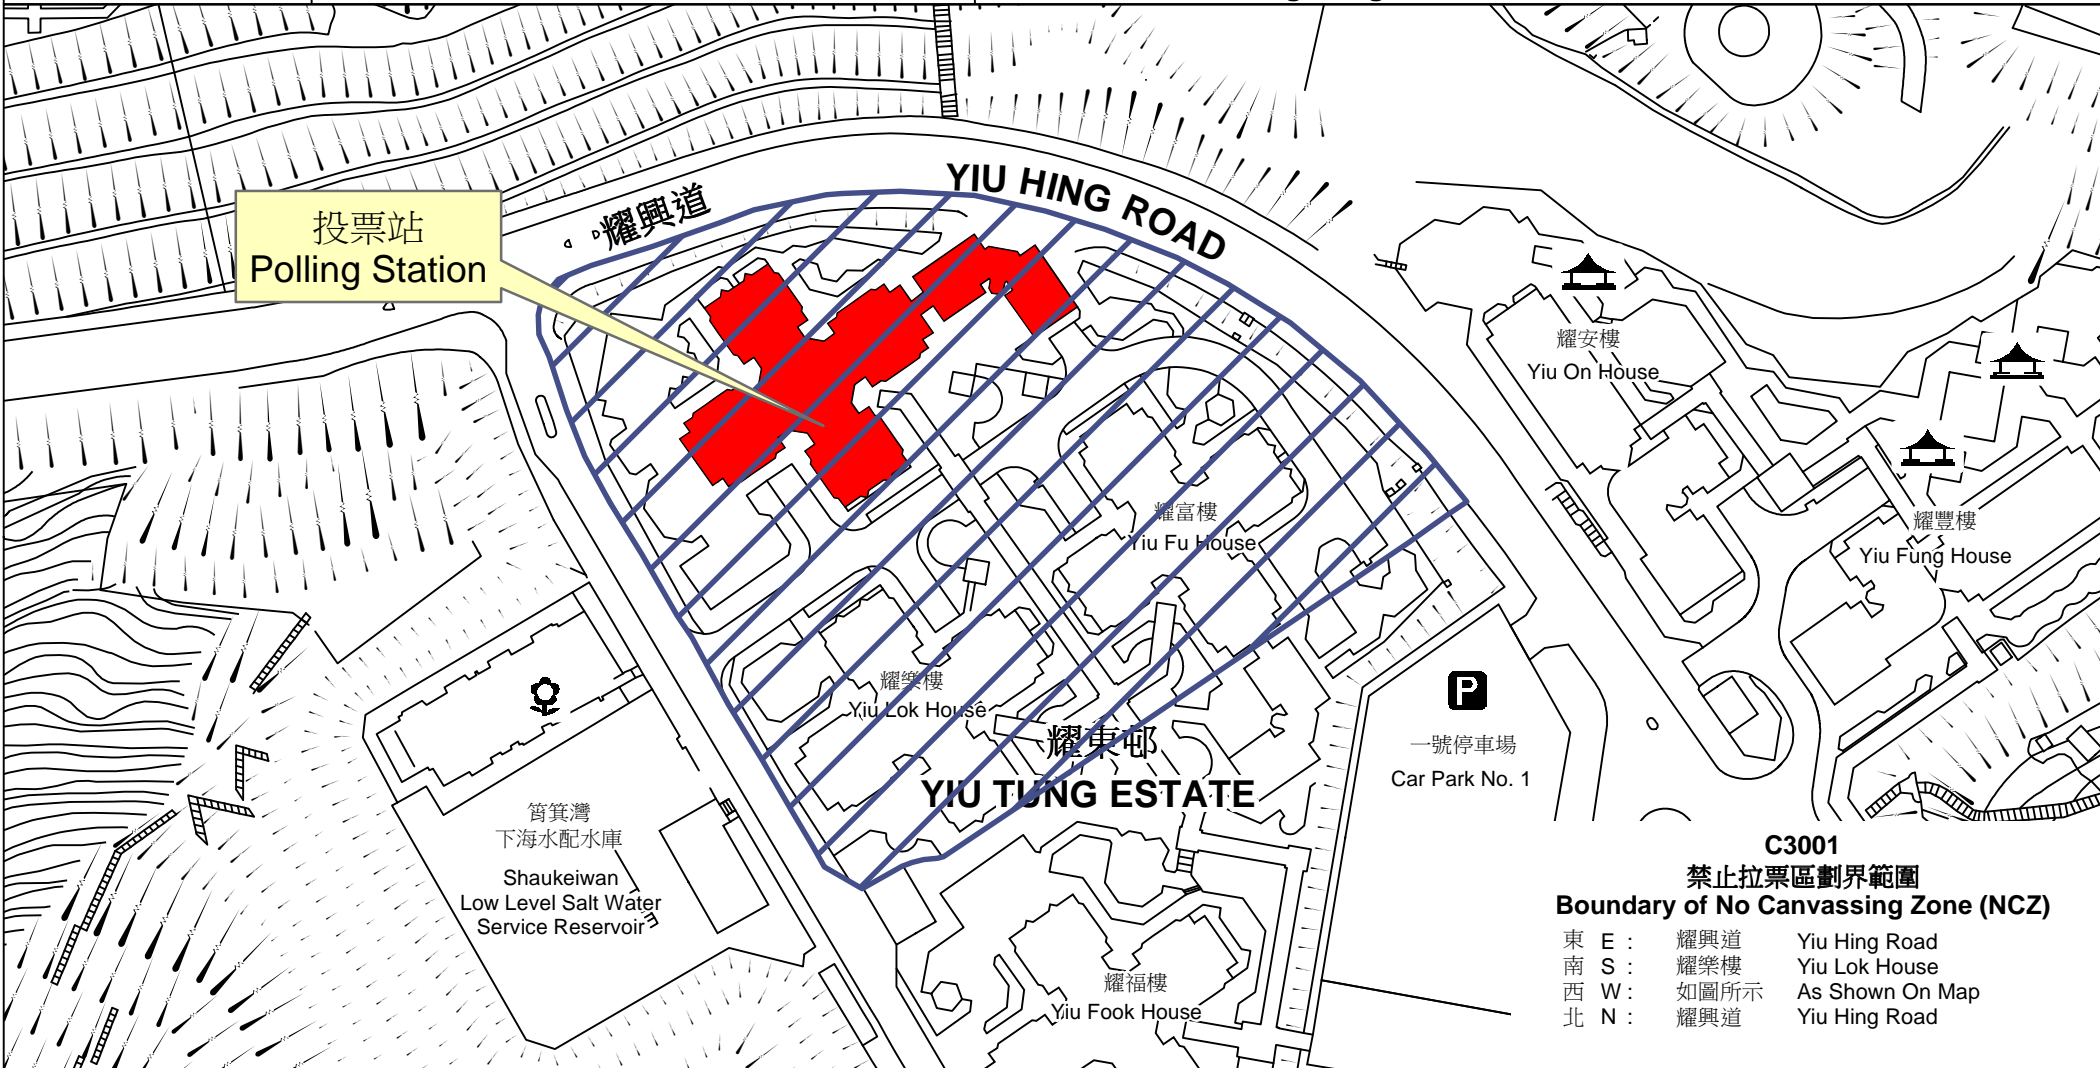 耀興道
YIU HING ROAD
投票站
Polling Station
耀安樓
Yiu On House
耀富樓
Yiu Fu House
耀豐樓
Yiu Fung House
耀樂樓
Yiu Lok House
耀東邨
YIU TUNG ESTATE
P
一號停車場
Car Park No. 1
筲箕灣
下海水配水庫
Shaukeiwan
Low Level Salt Water
Service Reservoir
耀福樓
Yiu Fook House
C3001
禁止拉票區劃界範圍
Boundary of No Canvassing Zone (NCZ)
東 E : 耀興道 Yiu Hing Road
南 S : 耀樂樓 Yiu Lok House
西 W : 如圖所示 As Shown On Map
北 N : 耀興道 Yiu Hing Road